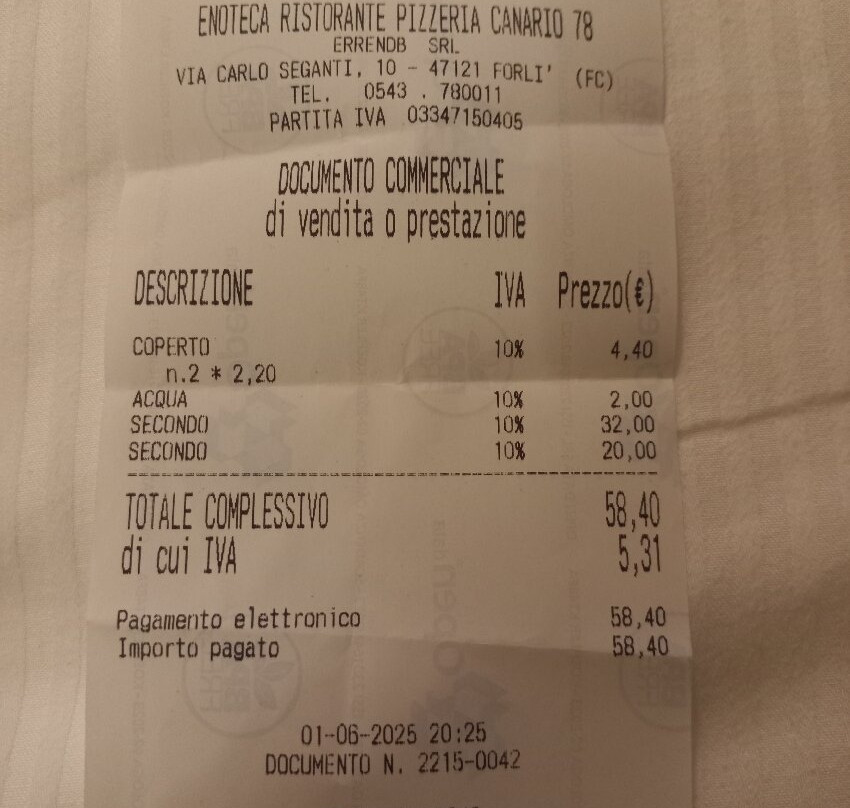 ENOTECA RISTORANTE PIZZERIA CANARIO 78
ERRENDB SRL
VIA CARLO SEGANTI, 10 - 47121 FORLI' (FC)
TEL. 0543 . 780011
PARTITA IVA 03347150405
DOCUMENTO COMMERCIALE
di vendita o prestazione
DESCRIZIONE IVA Prezzo(€)
COPERTO 10% 4,40
n.2 * 2,20
ACQUA 10% 2,00
SECONDO 10% 32,00
SECONDO 10% 20,00
TOTALE COMPLESSIVO 58,40
di cui IVA 5,31
Pagamento elettronico 58,40
Importo pagato 58,40
01-06-2025 20:25
DOCUMENTO N. 2215-0042